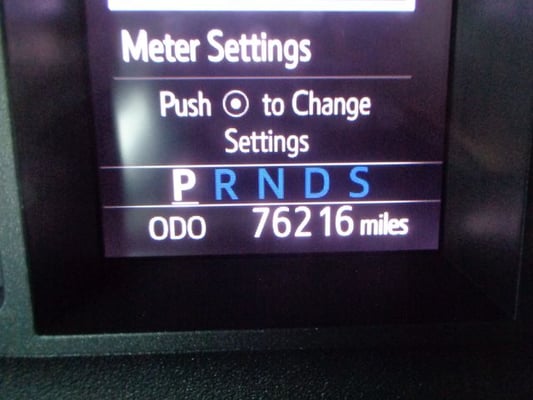 Meter Settings
Push to Change
Settings
P R N D S
ODO 76216 miles